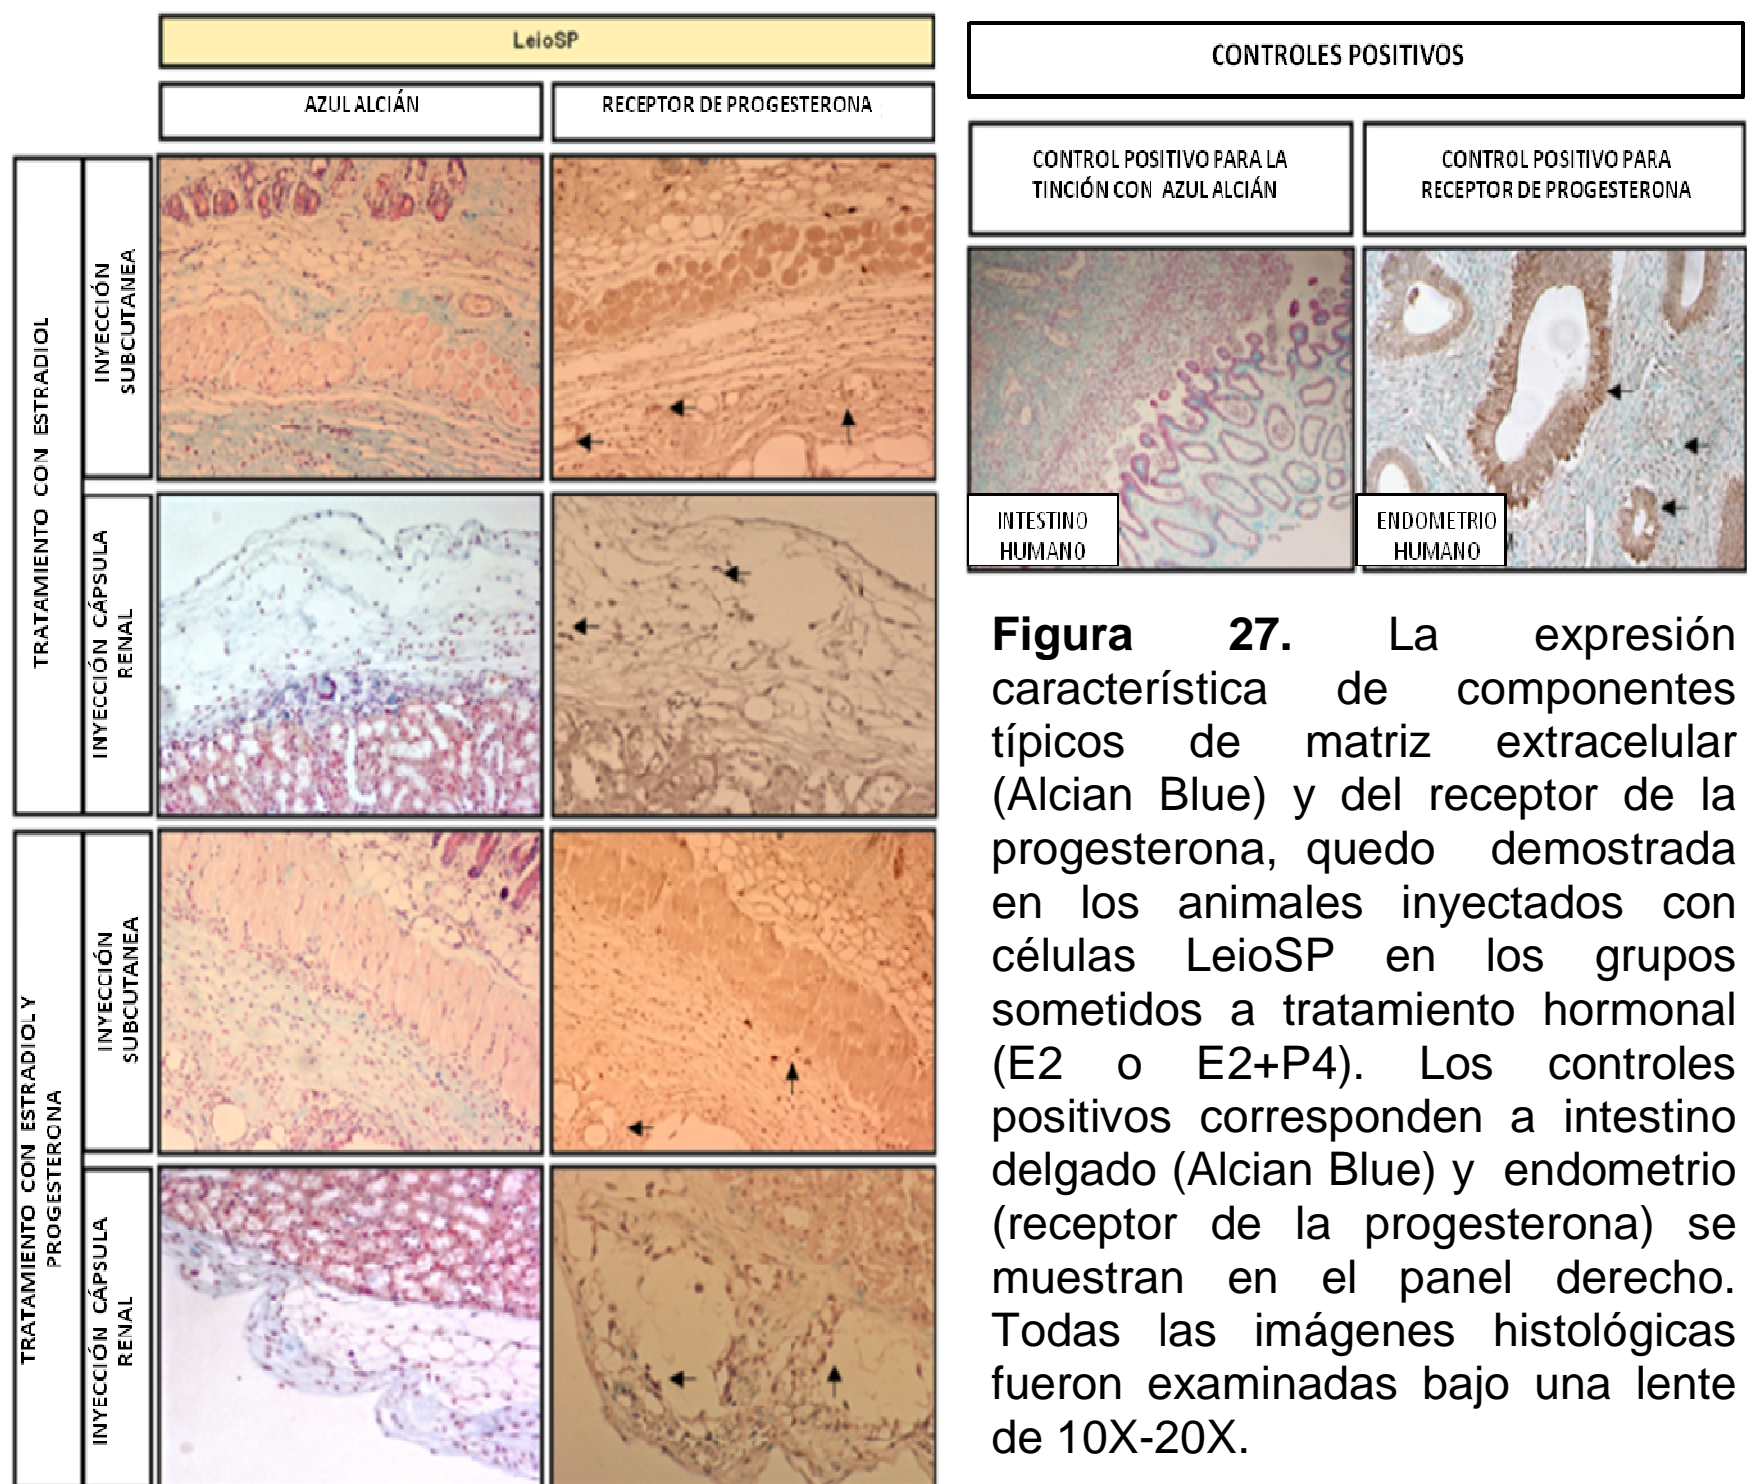 LeioSP
AZUL ALCIÁN
RECEPTOR DE PROGESTERONA
TRATAMIENTO CON ESTRADIOL
INYECCIÓN
SUBCUTANEA
INYECCIÓN CÁPSULA
RENAL
TRATAMIENTO CON ESTRADIOL Y
PROGESTERONA
INYECCIÓN
SUBCUTANEA
INYECCIÓN CÁPSULA
RENAL
CONTROLES POSITIVOS
CONTROL POSITIVO PARA LA
TINCIÓN CON AZUL ALCIÁN
CONTROL POSITIVO PARA
RECEPTOR DE PROGESTERONA
INTESTINO
HUMANO
ENDOMETRIO
HUMANO
Figura 27. La expresión
característica de componentes
típicos de matriz extracelular
(Alcian Blue) y del receptor de la
progesterona, quedo demostrada
en los animales inyectados con
células LeioSP en los grupos
sometidos a tratamiento hormonal
(E2 o E2+P4). Los controles
positivos corresponden a intestino
delgado (Alcian Blue) y endometrio
(receptor de la progesterona) se
muestran en el panel derecho.
Todas las imágenes histológicas
fueron examinadas bajo una lente
de 10X-20X.